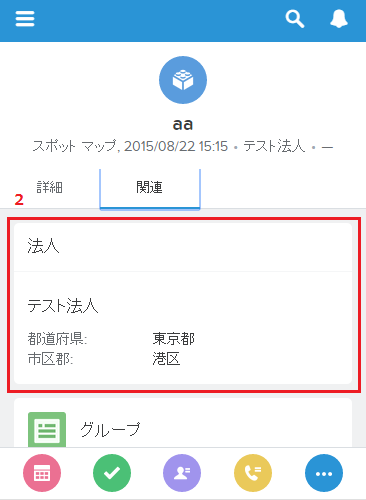 aa
スポット マップ, 2015/08/22 15:15 • テスト法人 • —
2
詳細 関連
法人
テスト法人
都道府県: 東京都
市区郡: 港区
グループ